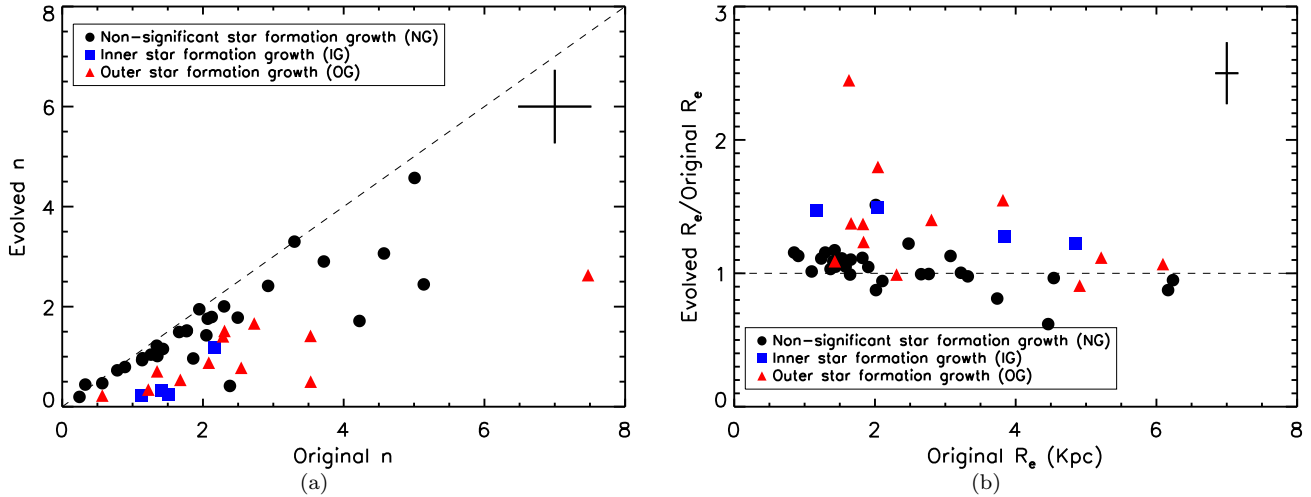 8
6
4
2
0
Evolved n
Non-significant star formation growth (NG)
Inner star formation growth (IG)
Outer star formation growth (OG)
0 2 4 6 8
Original n
(a)
3
2
1
0
Evolved Re/Original Re
Non-significant star formation growth (NG)
Inner star formation growth (IG)
Outer star formation growth (OG)
0 2 4 6 8
Original Re (Kpc)
(b)